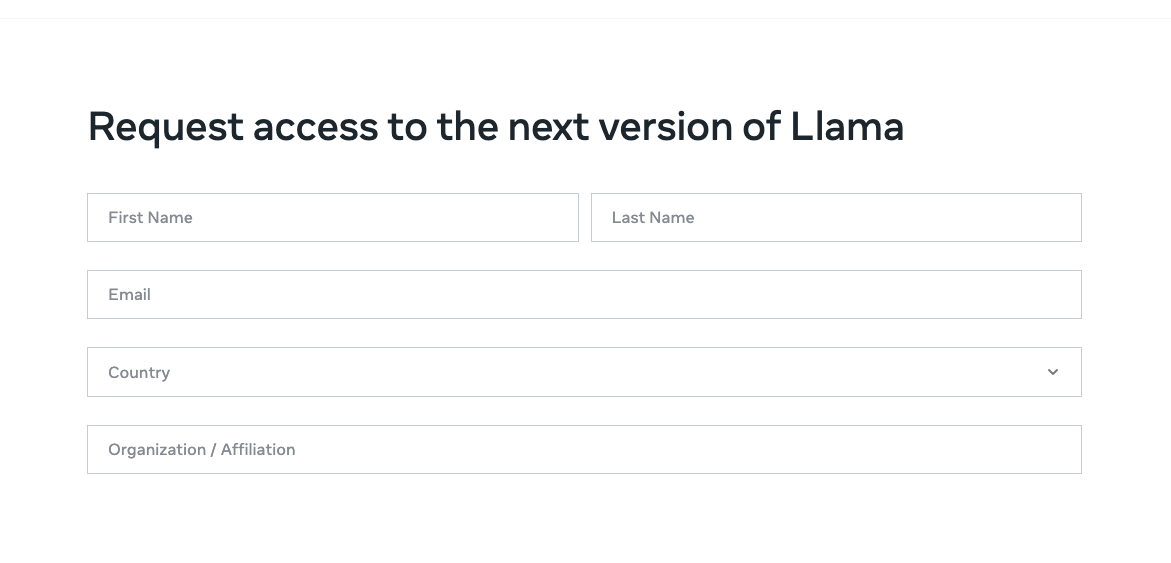 Request access to the next version of Llama
First Name
Last Name
Email
Country
Organization / Affiliation